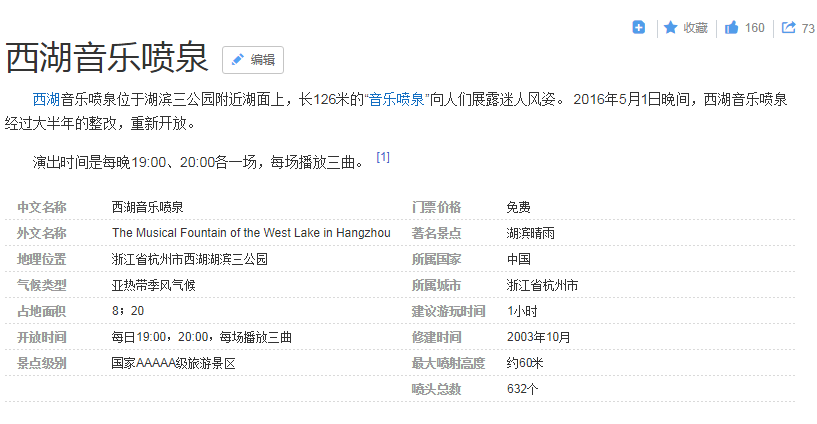 收藏 160 73
西湖音乐喷泉 编辑
西湖音乐喷泉位于湖滨三公园附近湖面上，长126米的“音乐喷泉”向人们展露迷人风姿。 2016年5月1日晚间，西湖音乐喷泉
经过大半年的整改，重新开放。
演出时间是每晚19:00、20:00各一场，每场播放三曲。 [1]
中文名称 西湖音乐喷泉 门票价格 免费
外文名称 The Musical Fountain of the West Lake in Hangzhou 著名景点 湖滨晴雨
地理位置 浙江省杭州市西湖湖滨三公园 所属国家 中国
气候类型 亚热带季风气候 所属城市 浙江省杭州市
占地面积 8；20 建议游玩时间 1小时
开放时间 每日19:00，20:00，每场播放三曲 修建时间 2003年10月
景点级别 国家AAAAA级旅游景区 最大喷射高度 约60米
喷头总数 632个